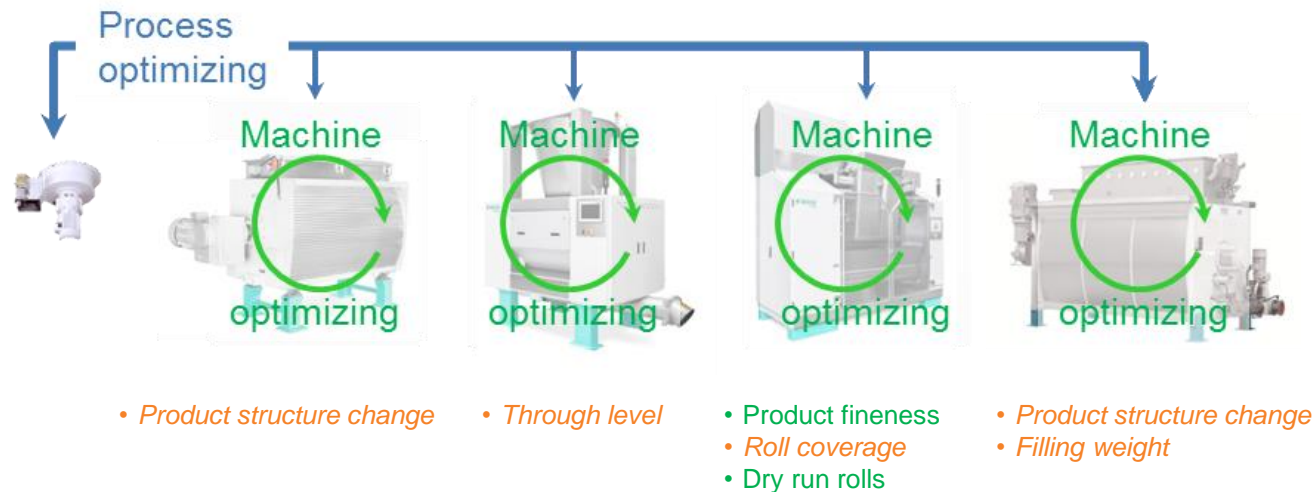 Process
optimizing
Machine
optimizing
Machine
optimizing
Machine
optimizing
Machine
optimizing
• Product structure change
• Through level
• Product fineness
• Roll coverage
• Dry run rolls
• Product structure change
• Filling weight